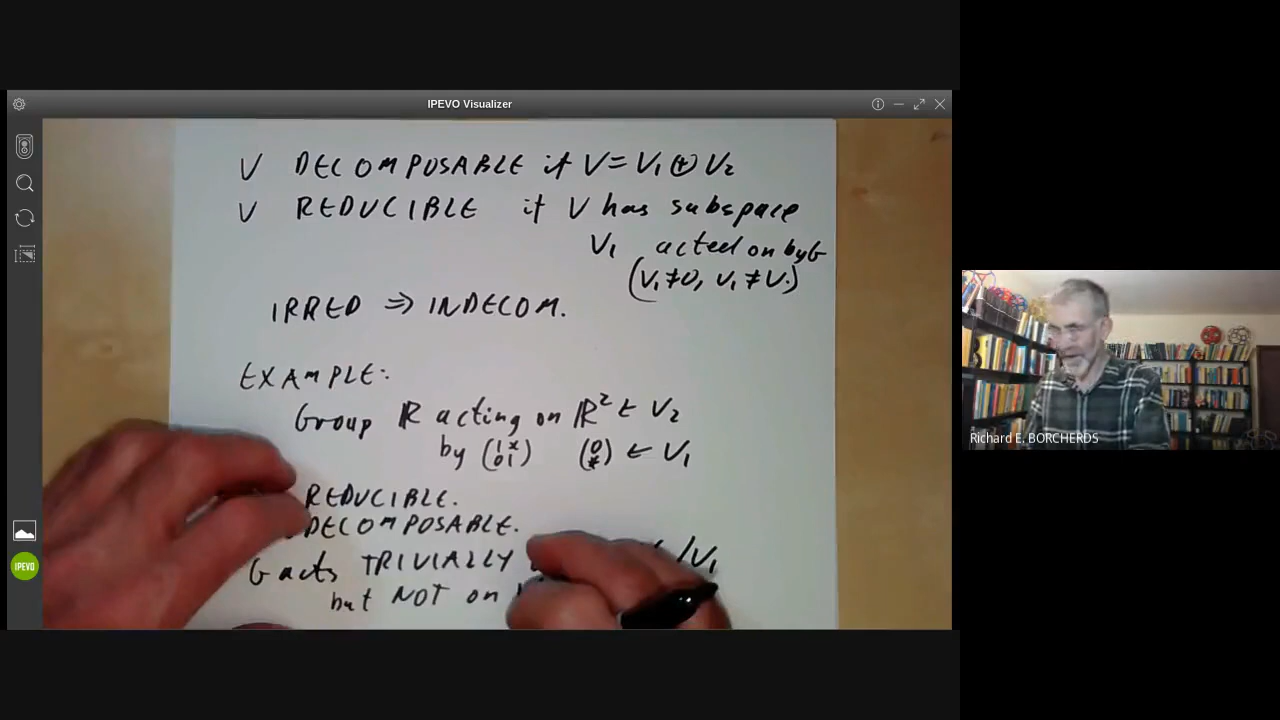 IPEVO Visualizer
V DECOMPOSABLE if V = V₁ ⊕ V₂
V REDUCIBLE if V has subspace
V₁ acted on by G
(V₁ ≠ 0, V₁ ≠ V.)
IRRED ⇒ INDECOM.
EXAMPLE:
Group ℝ acting on ℝ² ← V₂
by (1 x / 0 1) (0 / *) ← V₁
REDUCIBLE.
DECOMPOSABLE.
G acts TRIVIALLY /V₁
but NOT on
IPEVO
Richard E. BORCHERDS